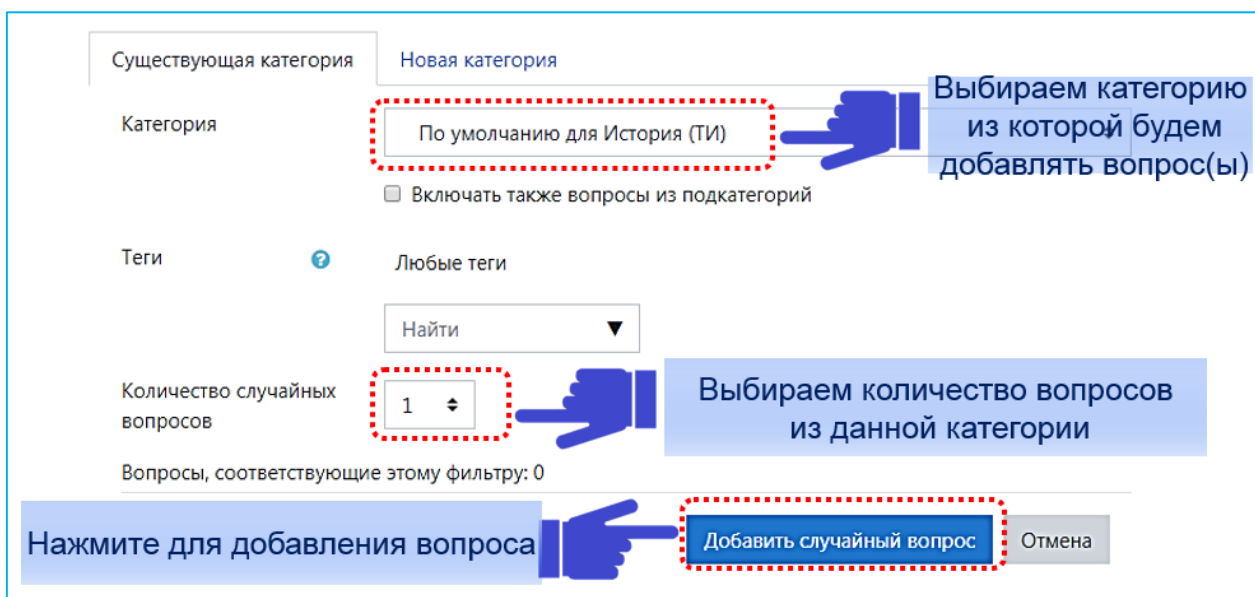 Существующая категория
Новая категория
Категория
По умолчанию для История (ТИ)
Выбираем категорию
из которой будем
добавлять вопрос(ы)
Включать также вопросы из подкатегорий
Теги
Любые теги
Найти
Количество случайных
вопросов
1
Выбираем количество вопросов
из данной категории
Вопросы, соответствующие этому фильтру: 0
Нажмите для добавления вопроса
Добавить случайный вопрос
Отмена